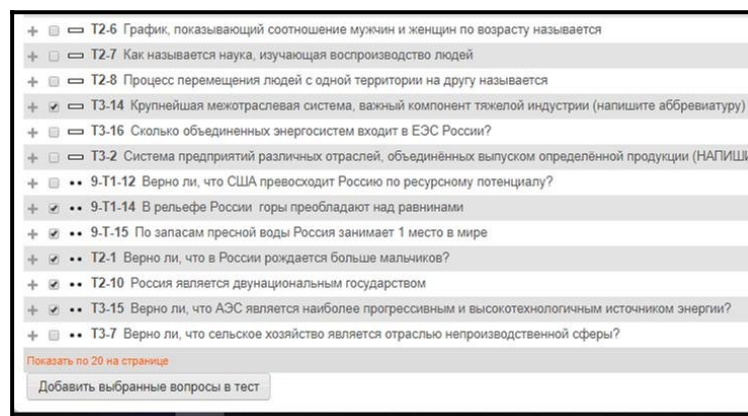 Т2-6 График, показывающий соотношение мужчин и женщин по возрасту называется
Т2-7 Как называется наука, изучающая воспроизводство людей
Т2-8 Процесс перемещения людей с одной территории на другу называется
Т3-14 Крупнейшая межотраслевая система, важный компонент тяжелой индустрии (напишите аббревиатуру)
Т3-16 Сколько объединенных энергосистем входит в ЕЭС России?
Т3-2 Система предприятий различных отраслей, объединённых выпуском определённой продукции (НАПИШИ
9-Т1-12 Верно ли, что США превосходит Россию по ресурсному потенциалу?
9-Т1-14 В рельефе России горы преобладают над равнинами
9-Т-15 По запасам пресной воды Россия занимает 1 место в мире
Т2-1 Верно ли, что в России рождается больше мальчиков?
Т2-10 Россия является двунациональным государством
Т3-15 Верно ли, что АЭС является наиболее прогрессивным и высокотехнологичным источником энергии?
Т3-7 Верно ли, что сельское хозяйство является отраслью непроизводственной сферы?
Показать по 20 на странице
Добавить выбранные вопросы в тест